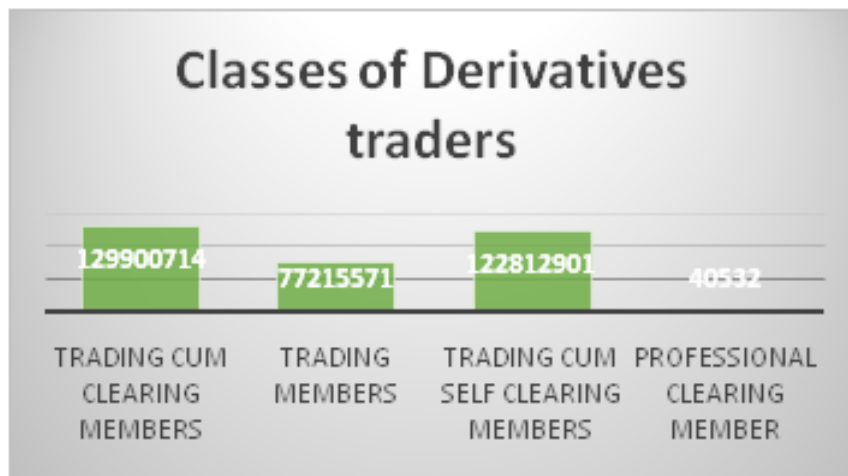 Classes of Derivatives
traders
129900714
77215571
122812901
40532
TRADING CUM
CLEARING
MEMBERS
TRADING
MEMBERS
TRADING CUM
SELF CLEARING
MEMBERS
PROFESSIONAL
CLEARING
MEMBER